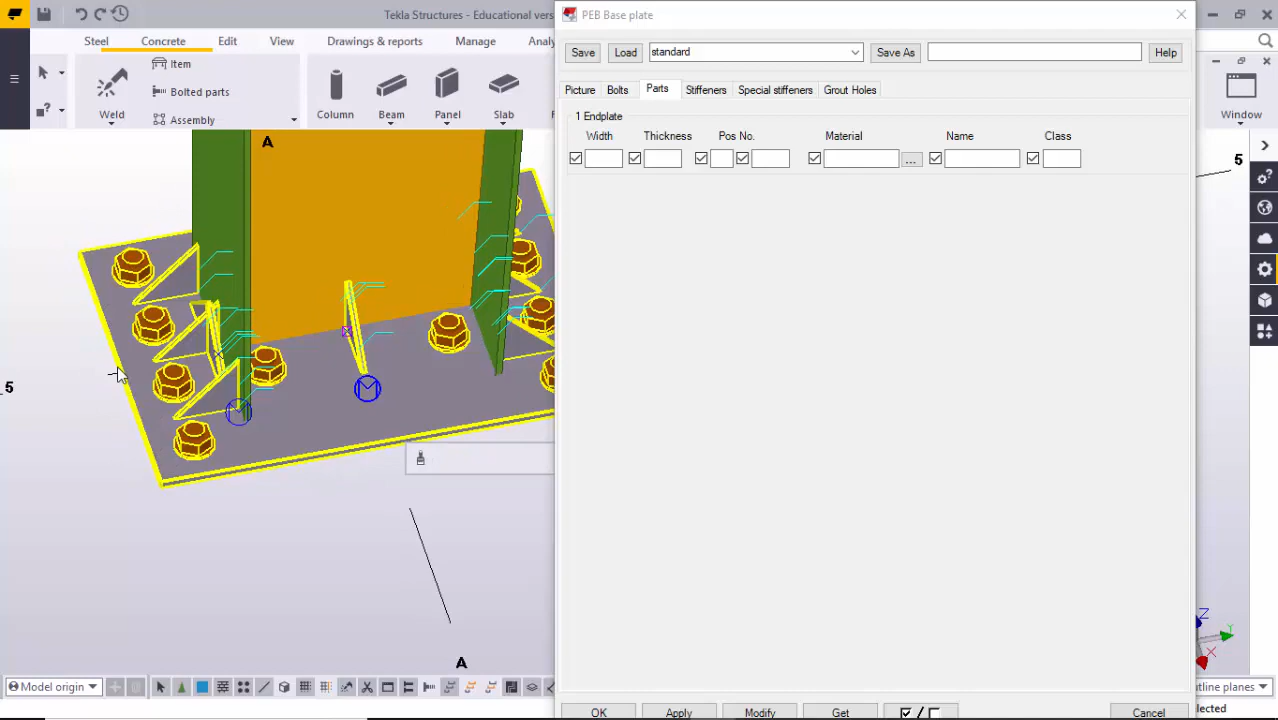 Tekla Structures - Educational vers
PEB Base plate
Steel Concrete Edit View Drawings & reports Manage Analy
Save Load standard Save As Help
Weld
Item
Bolted parts
Assembly
Column Beam Panel Slab
Window
Picture Bolts Parts Stiffeners Special stiffeners Grout Holes
1 Endplate
Width Thickness Pos No. Material Name Class
...
A
5
5
A
Z
Y
X
Model origin
utline planes
elected
OK Apply Modify Get / Cancel